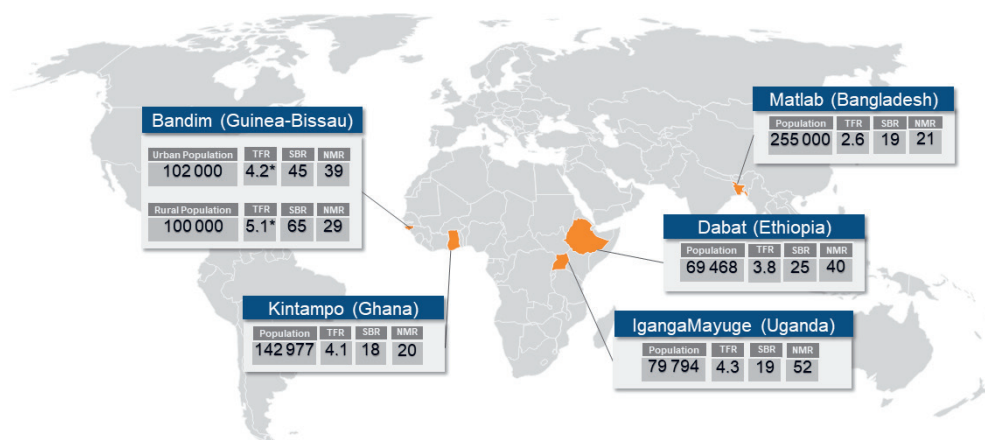 Matlab (Bangladesh)
Population TFR SBR NMR
255 000 2.6 19 21
Bandim (Guinea-Bissau)
Urban Population TFR SBR NMR
102 000 4.2* 45 39
Rural Population TFR SBR NMR
100 000 5.1* 65 29
Dabat (Ethiopia)
Population TFR SBR NMR
69 468 3.8 25 40
Kintampo (Ghana)
Population TFR SBR NMR
142 977 4.1 18 20
IgangaMayuge (Uganda)
Population TFR SBR NMR
79 794 4.3 19 52